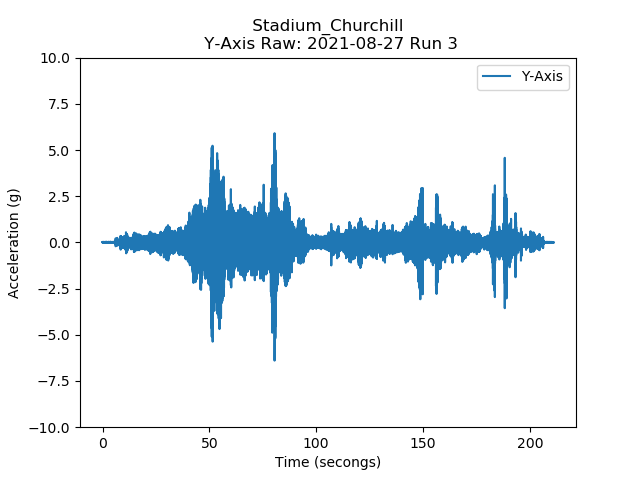 Stadium_Churchill
Y-Axis Raw: 2021-08-27 Run 3
Y-Axis
Acceleration (g)
10.0
7.5
5.0
2.5
0.0
−2.5
−5.0
−7.5
−10.0
0
50
100
150
200
Time (secongs)